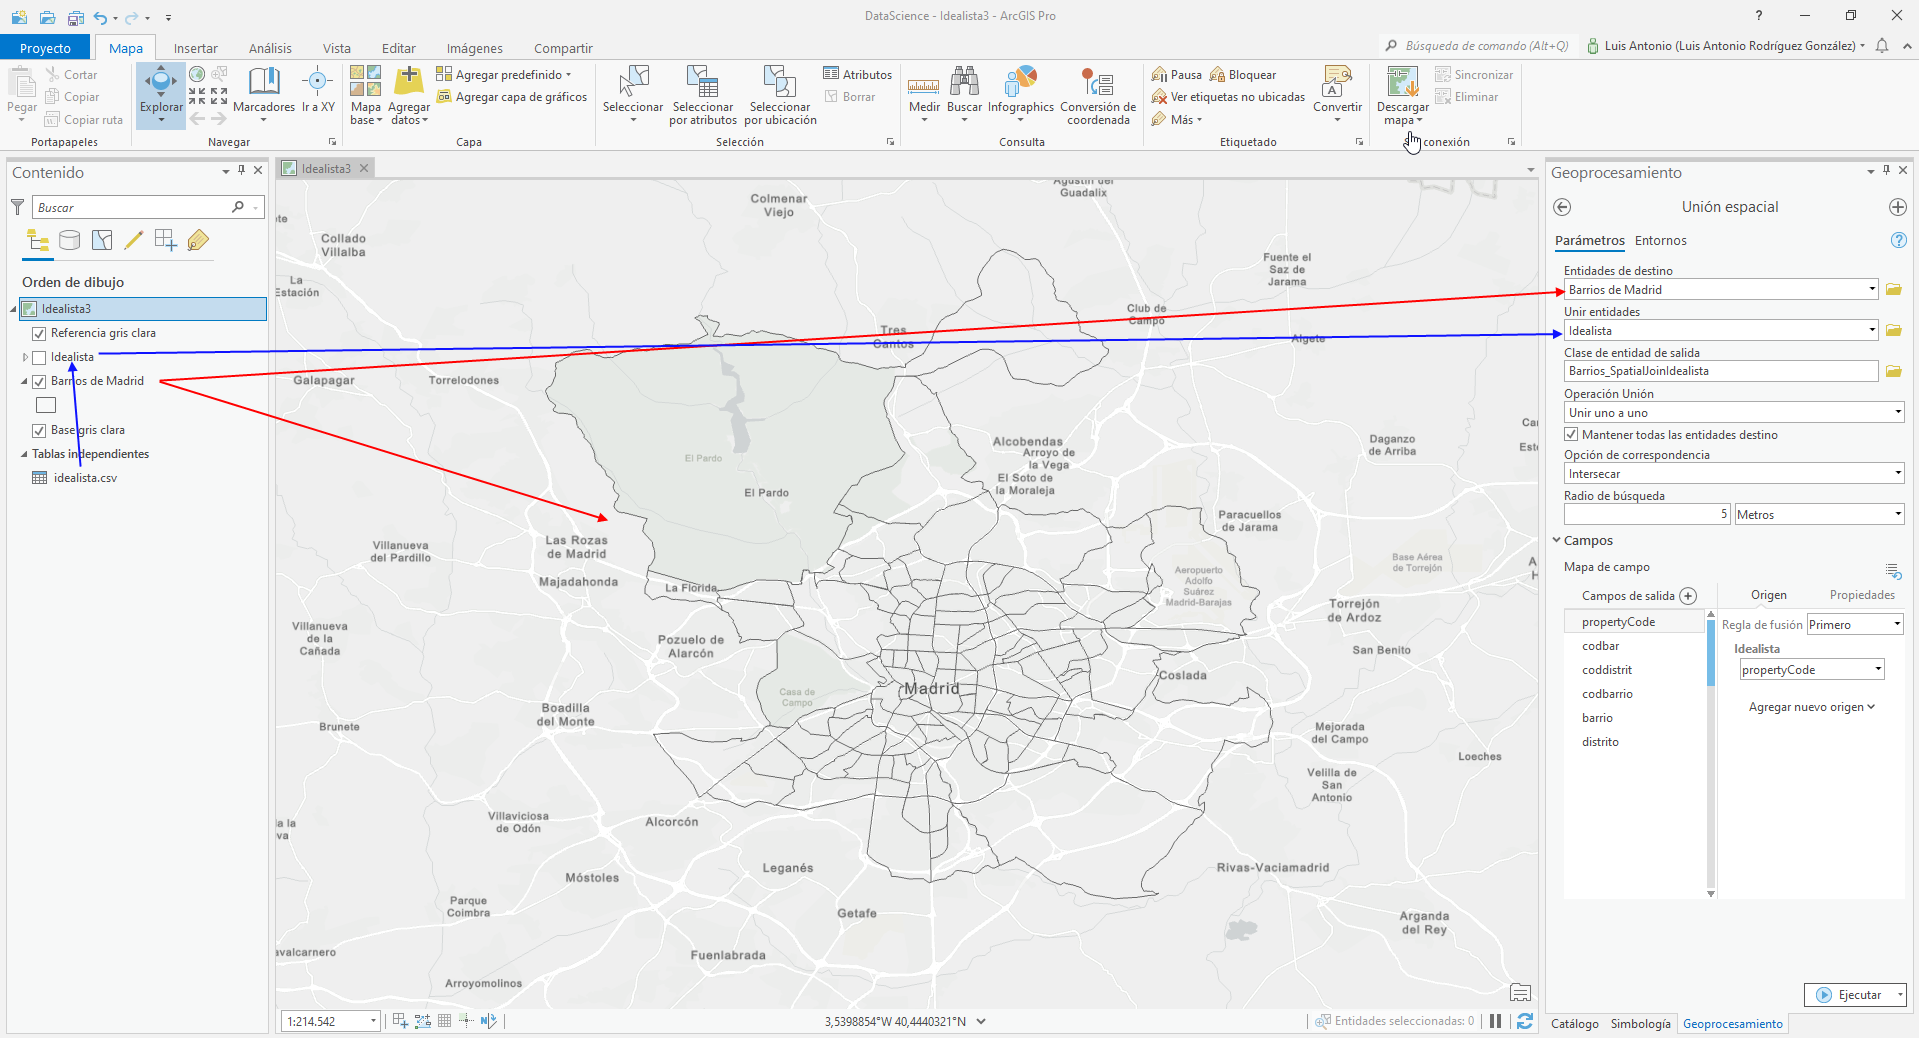 DataScience - Idealista3 - ArcGIS Pro
?
Proyecto
Mapa
Insertar
Análisis
Vista
Editar
Imágenes
Compartir
Búsqueda de comando (Alt+Q)
Luis Antonio (Luis Antonio Rodríguez González)
Pegar
Cortar
Copiar
Copiar ruta
Portapapeles
Explorar
Marcadores
Ir a XY
Navegar
Mapa
base
Agregar
datos
Agregar predefinido
Agregar capa de gráficos
Capa
Seleccionar
Seleccionar
por atributos
Seleccionar
por ubicación
Atributos
Borrar
Selección
Medir
Buscar
Infographics
Conversión de
coordenada
Consulta
Pausa
Bloquear
Ver etiquetas no ubicadas
Más
Convertir
Etiquetado
Descargar
mapa
Sincronizar
Eliminar
conexión
Contenido
Buscar
Orden de dibujo
Idealista3
Referencia gris clara
Idealista
Barrios de Madrid
Base gris clara
Tablas independientes
idealista.csv
Idealista3
Colmenar
Viejo
Agustín del
Guadalix
Collado
Villalba
La
Estación
Fuente el
Saz de
Jarama
Club de
Campo
Tres
Cantos
Algete
Galapagar
Torrelodones
El Pardo
El Pardo
Alcobendas
Arroyo de
la Vega
El Soto de
la Moraleja
Daganzo
de Arriba
Paracuellos
de Jarama
Las Rozas
de Madrid
Villanueva
del Pardillo
Majadahonda
La Florida
Aeropuerto
Adolfo
Suárez
Madrid-Barajas
Base Aérea
de Torrejón
Torrejón
de Ardoz
Villanueva
de la
Cañada
Pozuelo de
Alarcón
San Benito
Coslada
Casa de
Campo
Madrid
Boadilla
del Monte
Brunete
Mejorada
del Campo
Loeches
Velilla de
San
Antonio
Villaviciosa
de Odón
Alcorcón
Leganés
Móstoles
Rivas-Vaciamadrid
Parque
Coimbra
Getafe
Arganda
del Rey
Fuenlabrada
avalcarnero
Arroyomolinos
1:214.542
3,5398854°W 40,4440321°N
Entidades seleccionadas: 0
Geoprocesamiento
Unión espacial
Parámetros
Entornos
?
Entidades de destino
Barrios de Madrid
Unir entidades
Idealista
Clase de entidad de salida
Barrios_SpatialJoinIdealista
Operación Unión
Unir uno a uno
Mantener todas las entidades destino
Opción de correspondencia
Intersecar
Radio de búsqueda
5
Metros
Campos
Mapa de campo
Campos de salida
Origen
Propiedades
propertyCode
codbar
coddistrit
codbarrio
barrio
distrito
Regla de fusión
Primero
Idealista
propertyCode
Agregar nuevo origen
Ejecutar
Catálogo
Simbología
Geoprocesamiento